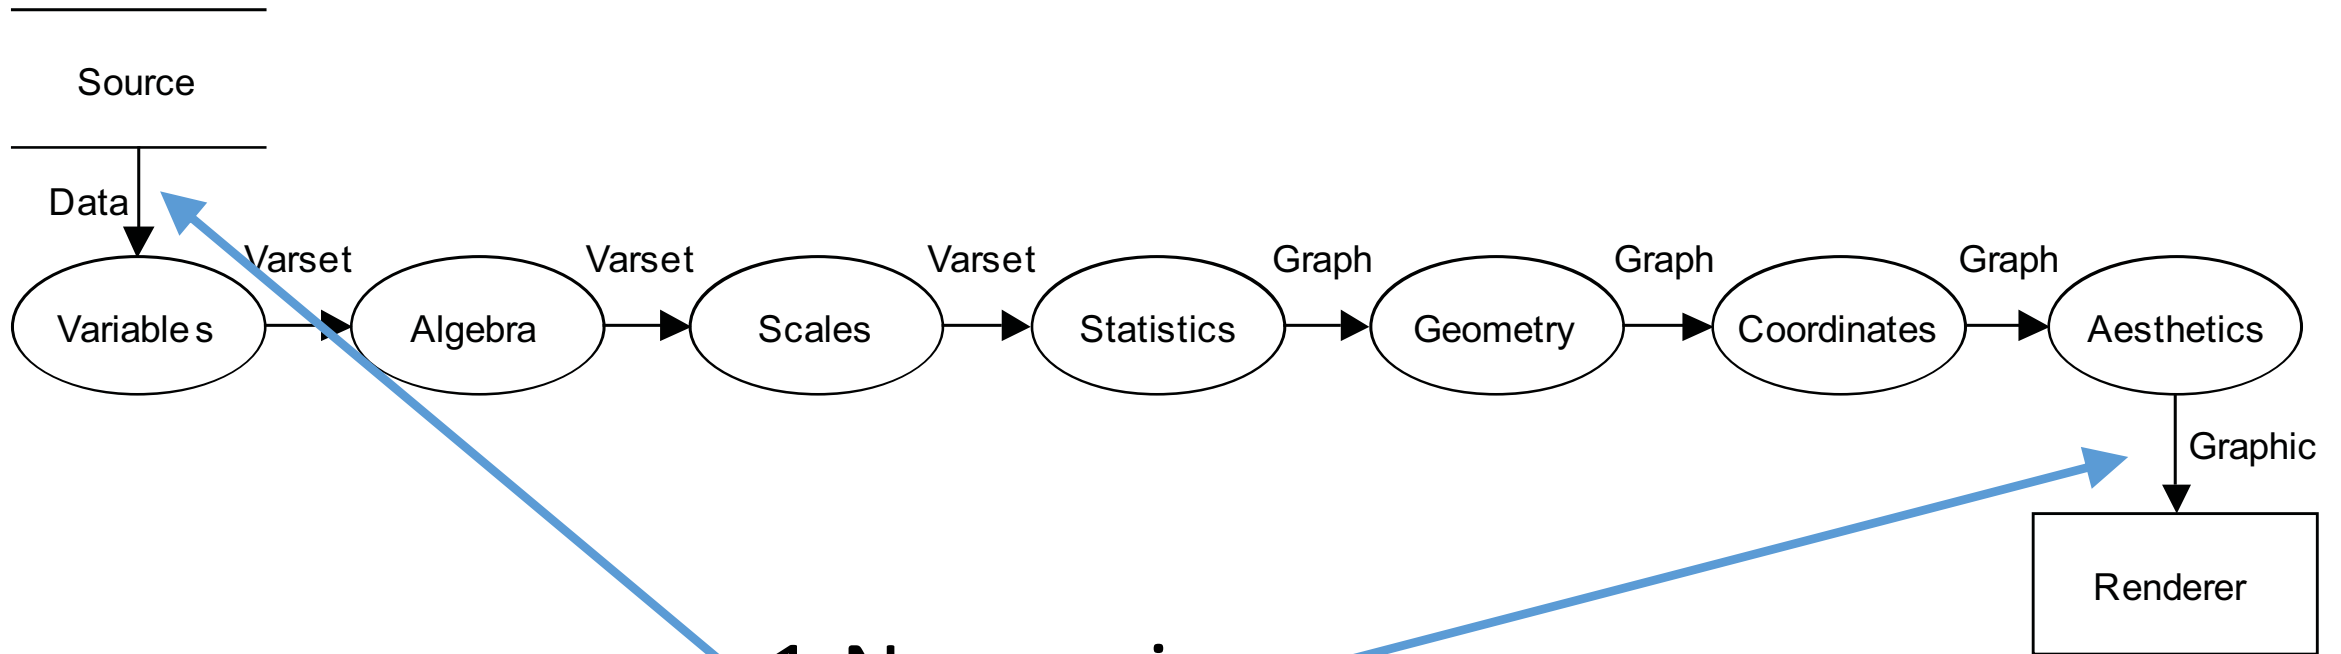 Source
Data
Varset Varset Varset Graph Graph Graph
Variables Algebra Scales Statistics Geometry Coordinates Aesthetics
Graphic
Renderer